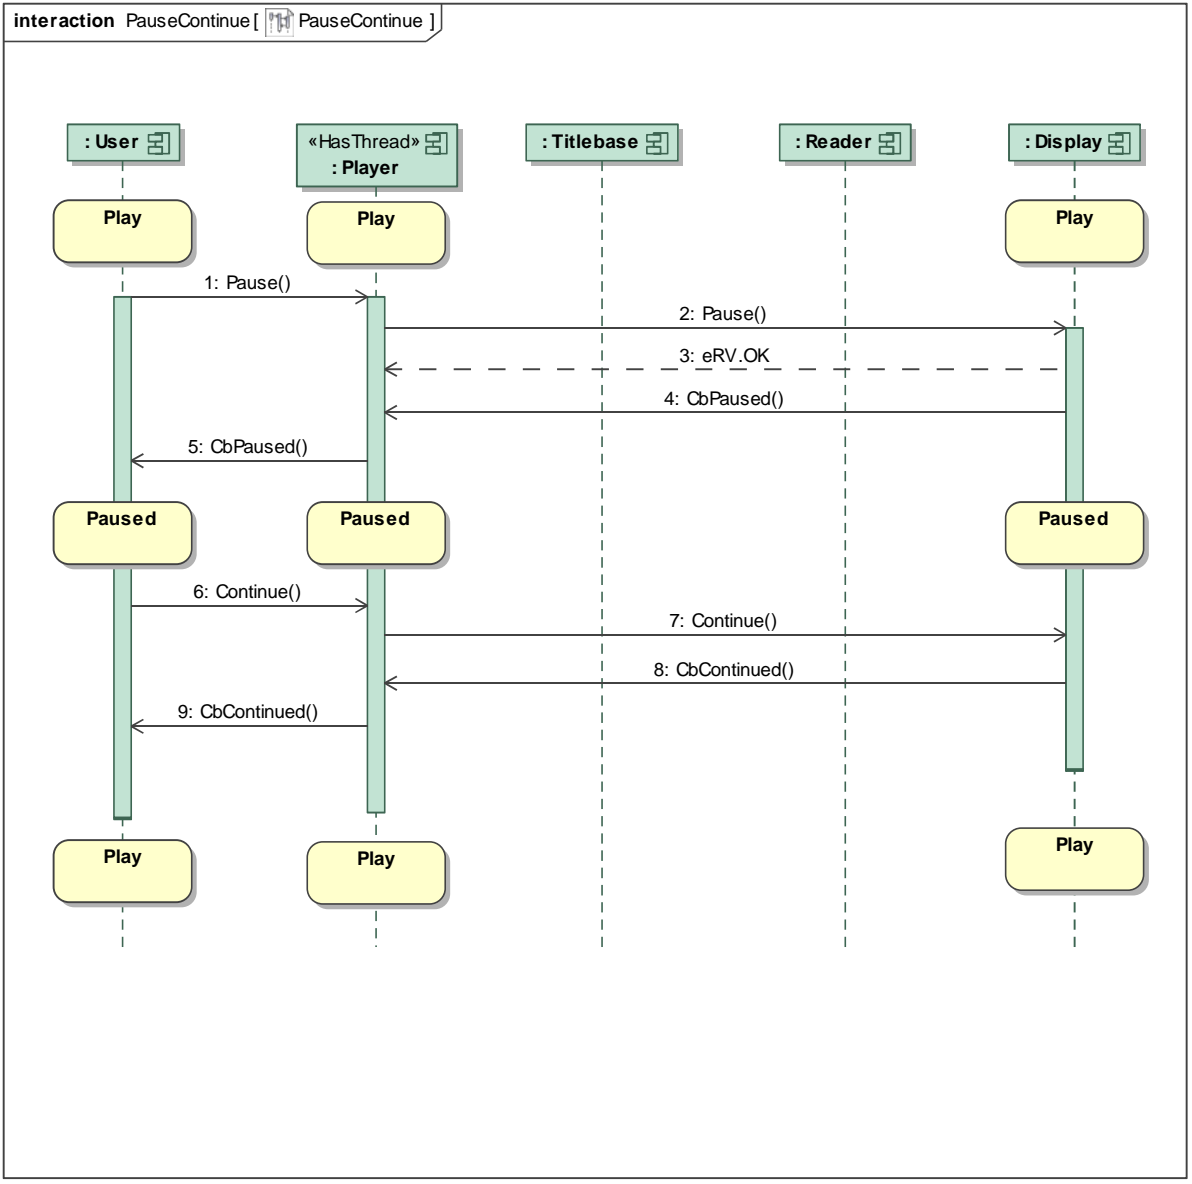 interaction PauseContinue [ PauseContinue ]
: User
«HasThread»
: Player
: Titlebase
: Reader
: Display
Play
Play
Play
1: Pause()
2: Pause()
3: eRV.OK
4: CbPaused()
5: CbPaused()
Paused
Paused
Paused
6: Continue()
7: Continue()
8: CbContinued()
9: CbContinued()
Play
Play
Play